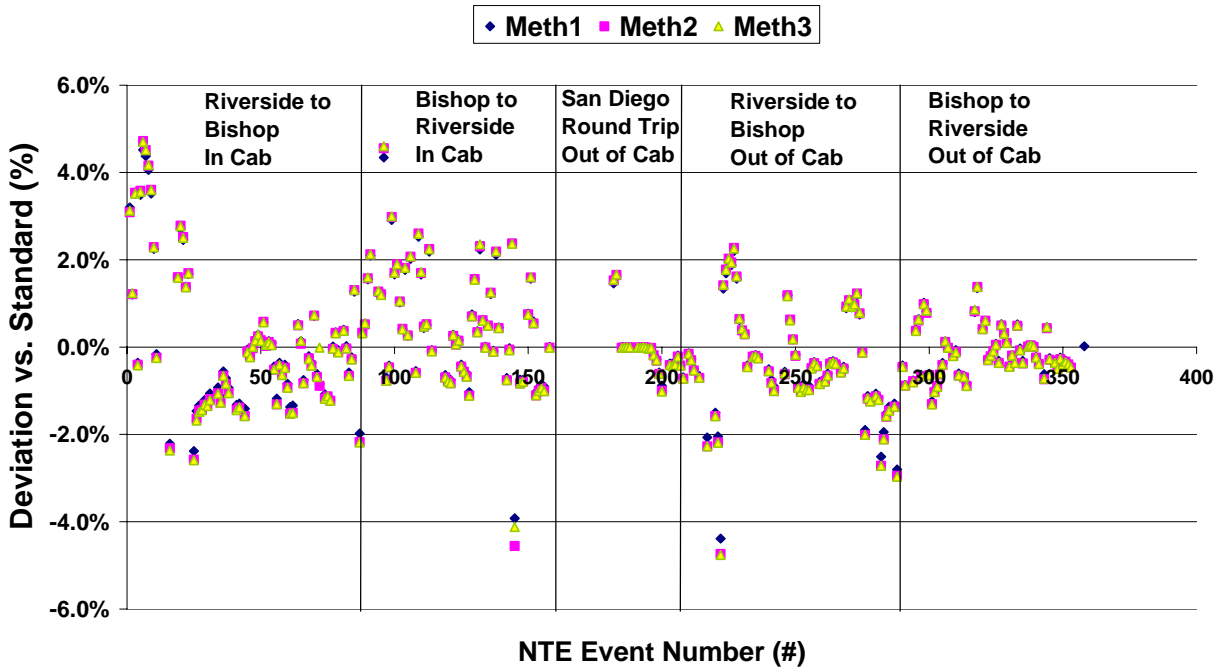 Meth1 Meth2 Meth3
6.0%
4.0%
2.0%
0.0%
-2.0%
-4.0%
-6.0%
Deviation vs. Standard (%)
Riverside to
Bishop
In Cab
Bishop to
Riverside
In Cab
San Diego
Round Trip
Out of Cab
Riverside to
Bishop
Out of Cab
Bishop to
Riverside
Out of Cab
0 50 100 150 200 250 300 350 400
NTE Event Number (#)